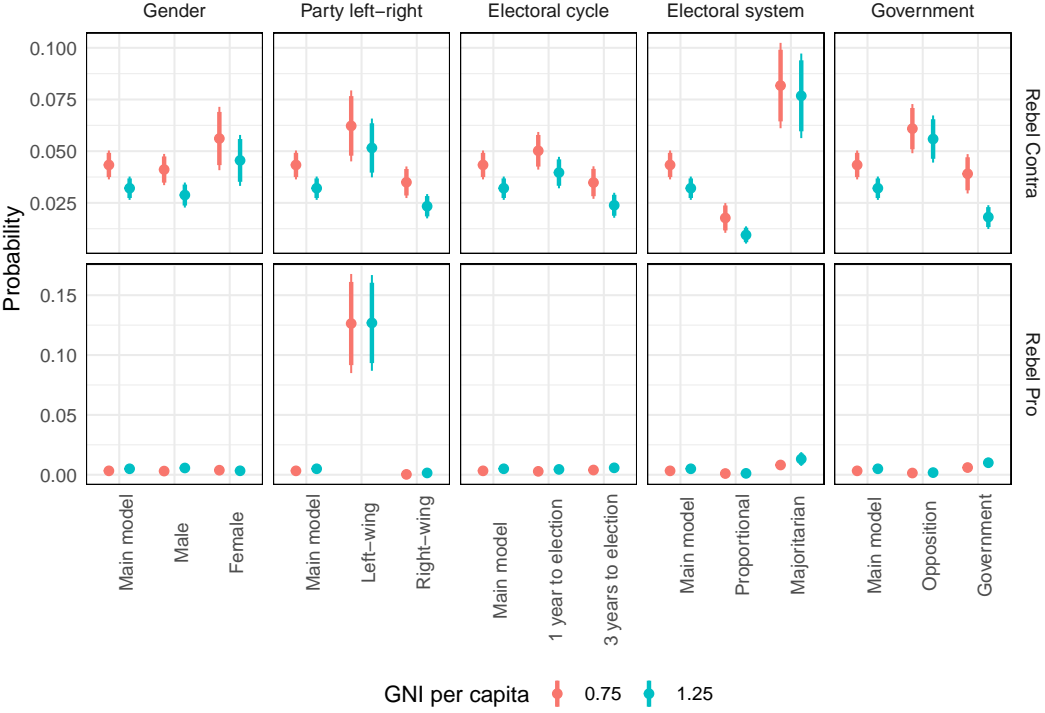 Gender
Party left−right
Electoral cycle
Electoral system
Government
Probability
0.100
0.075
0.050
0.025
Rebel Contra
0.15
0.10
0.05
0.00
Rebel Pro
Main model
Male
Female
Main model
Left−wing
Right−wing
Main model
1 year to election
3 years to election
Main model
Proportional
Majoritarian
Main model
Opposition
Government
GNI per capita 0.75 1.25